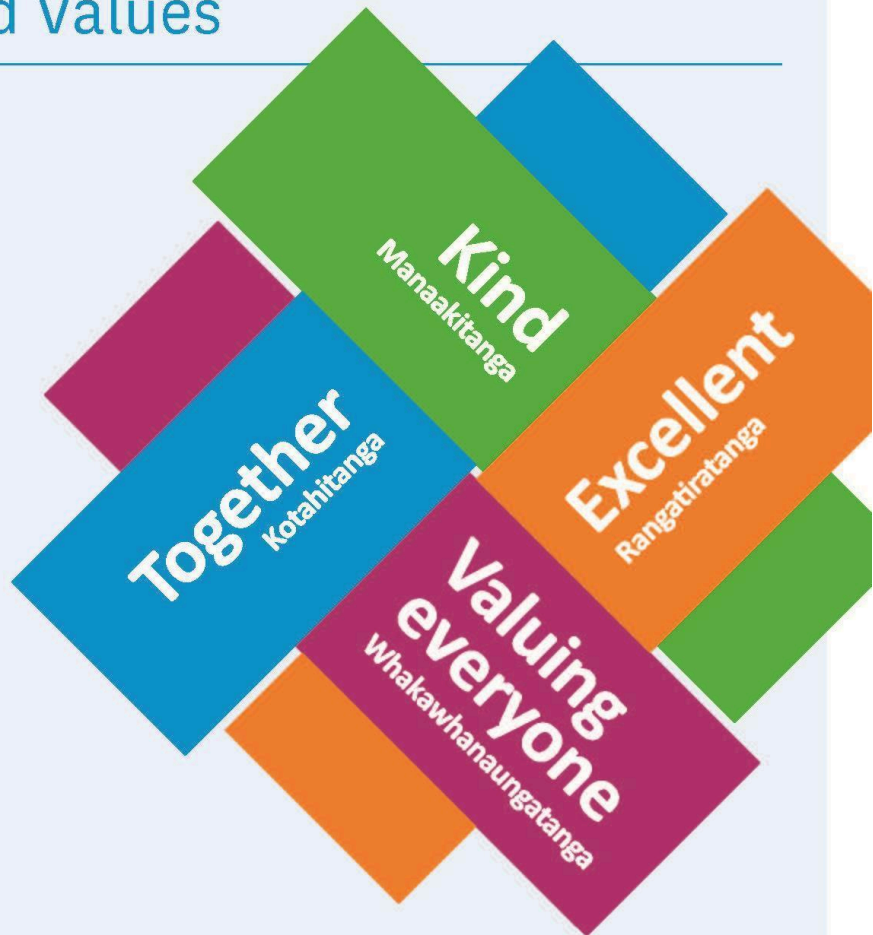 d Values
Kind
Manaakitanga
Excellent
Rangatiratanga
Together
Kotahitanga
Valuing
everyone
Whakawhanaungatanga